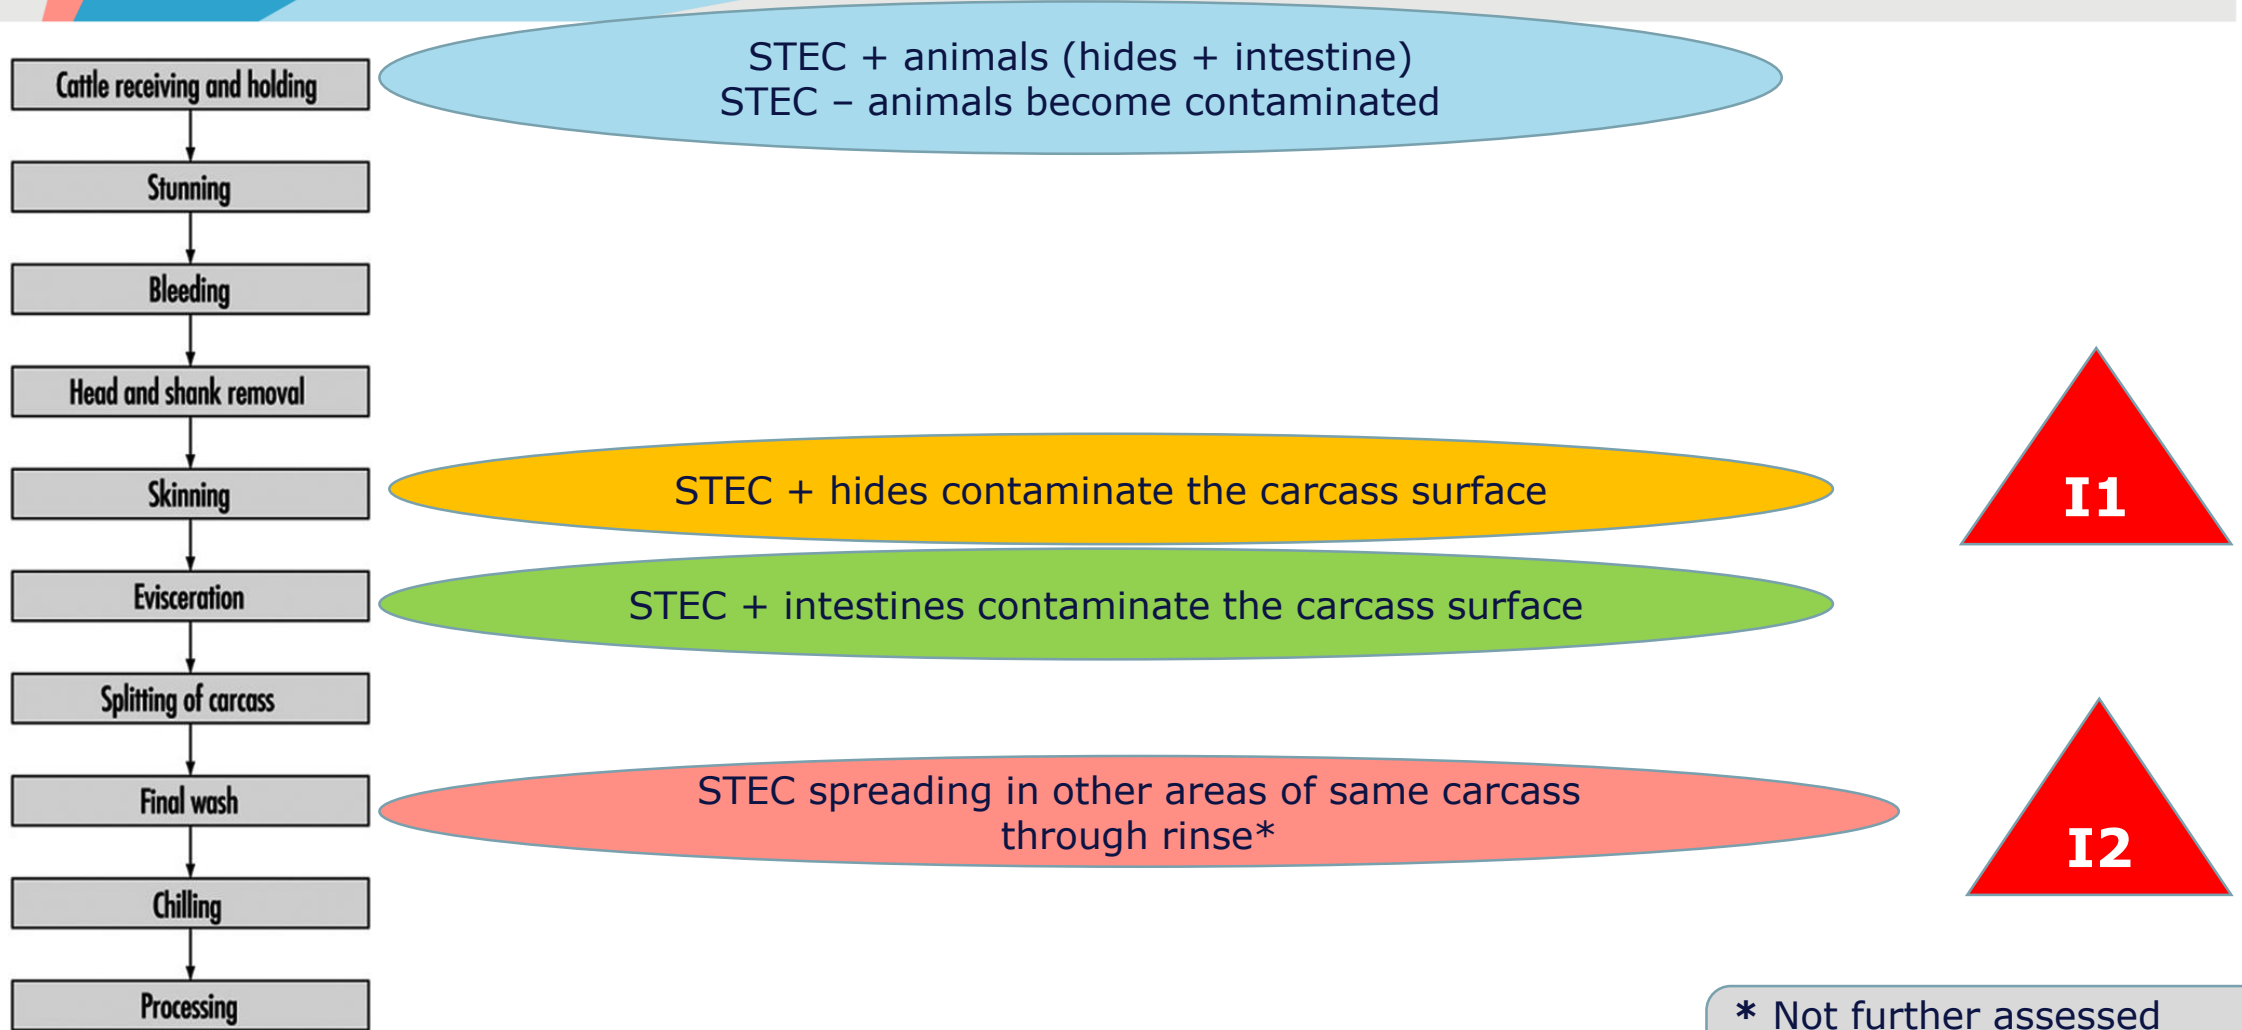 Cattle receiving and holding
STEC + animals (hides + intestine)
STEC – animals become contaminated
Stunning
Bleeding
Head and shank removal
Skinning
STEC + hides contaminate the carcass surface
I1
Evisceration
STEC + intestines contaminate the carcass surface
Splitting of carcass
Final wash
STEC spreading in other areas of same carcass
through rinse*
I2
Chilling
Processing
* Not further assessed